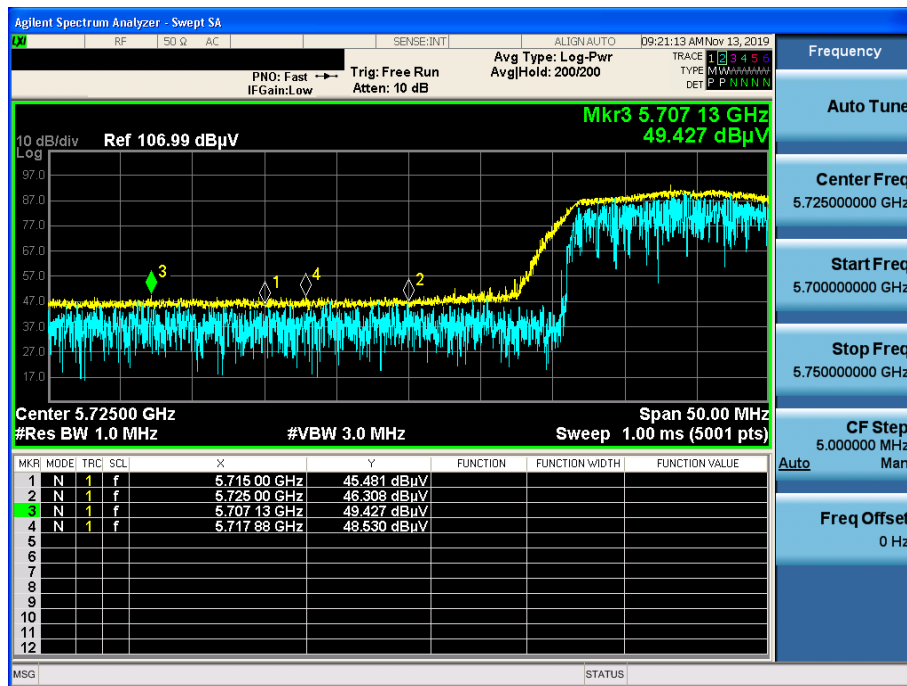 Agilent Spectrum Analyzer - Swept SA
LXI RF 50 Ω AC SENSE:INT ALIGN AUTO 09:21:13 AM Nov 13, 2019
PNO: Fast Trig: Free Run Avg Type: Log-Pwr TRACE 1 2 3 4 5 6
IFGain:Low Atten: 10 dB Avg|Hold: 200/200 TYPE M W
DET P P N N N N
Mkr3 5.707 13 GHz
49.427 dBµV
10 dB/div Ref 106.99 dBµV
Log
97.0
87.0
77.0
67.0
57.0
47.0
37.0
27.0
17.0
3 1 4 2
Center 5.72500 GHz Span 50.00 MHz
#Res BW 1.0 MHz #VBW 3.0 MHz Sweep 1.00 ms (5001 pts)
MKR MODE TRC SCL X Y FUNCTION FUNCTION WIDTH FUNCTION VALUE
1 N 1 f 5.715 00 GHz 45.481 dBµV
2 N 1 f 5.725 00 GHz 46.308 dBµV
3 N 1 f 5.707 13 GHz 49.427 dBµV
4 N 1 f 5.717 88 GHz 48.530 dBµV
5
6
7
8
9
10
11
12
MSG STATUS
Frequency
Auto Tune
Center Freq
5.725000000 GHz
Start Freq
5.700000000 GHz
Stop Freq
5.750000000 GHz
CF Step
5.000000 MHz
Auto Man
Freq Offset
0 Hz